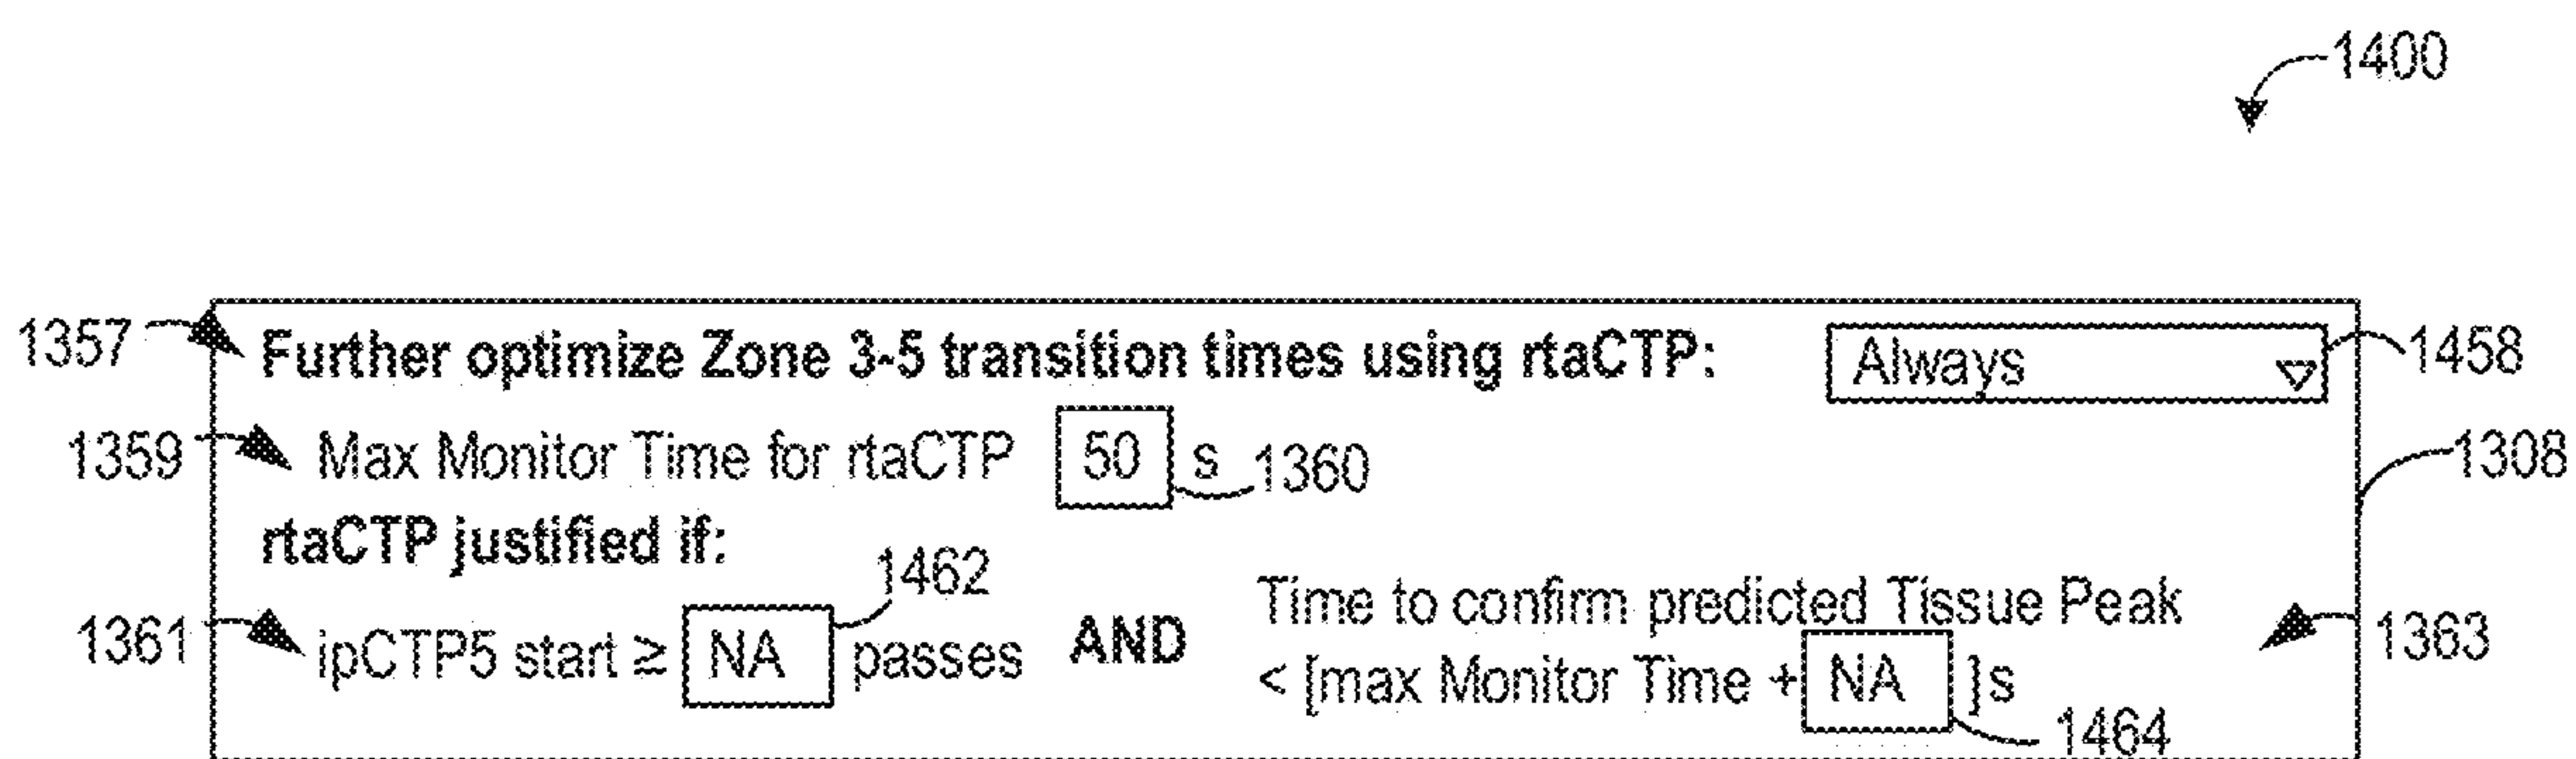 1400
1357 Further optimize Zone 3-5 transition times using rtaCTP: Always 1458
1359 Max Monitor Time for rtaCTP 50 s 1360 1308
rtaCTP justified if:
1462
1361 ipCTP5 start ≥ NA passes AND Time to confirm predicted Tissue Peak
< [max Monitor Time + NA ]s 1363
1464